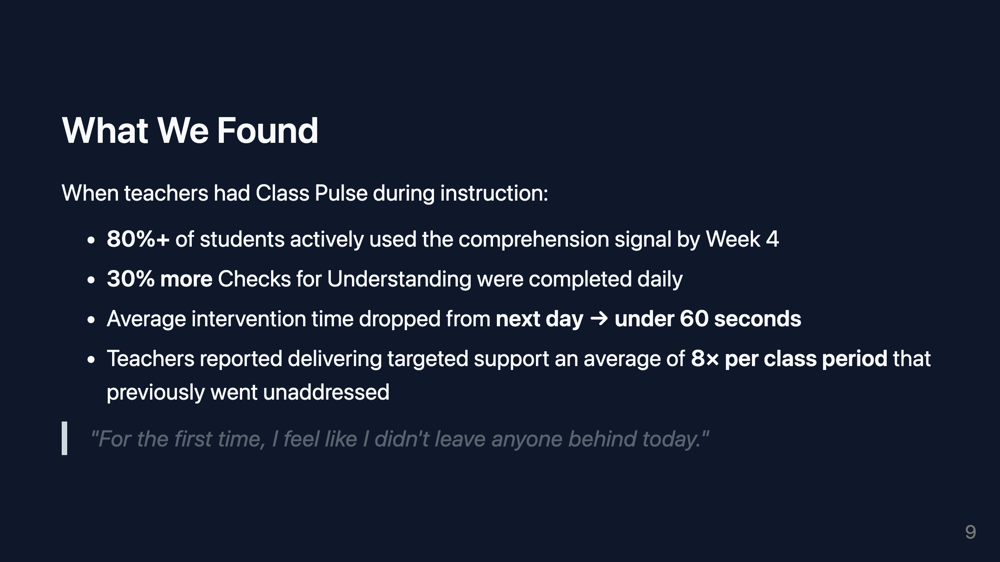 What We Found
When teachers had Class Pulse during instruction:
• 80%+ of students actively used the comprehension signal by Week 4
• 30% more Checks for Understanding were completed daily
• Average intervention time dropped from next day → under 60 seconds
• Teachers reported delivering targeted support an average of 8× per class period that
previously went unaddressed
"For the first time, I feel like I didn't leave anyone behind today."
9